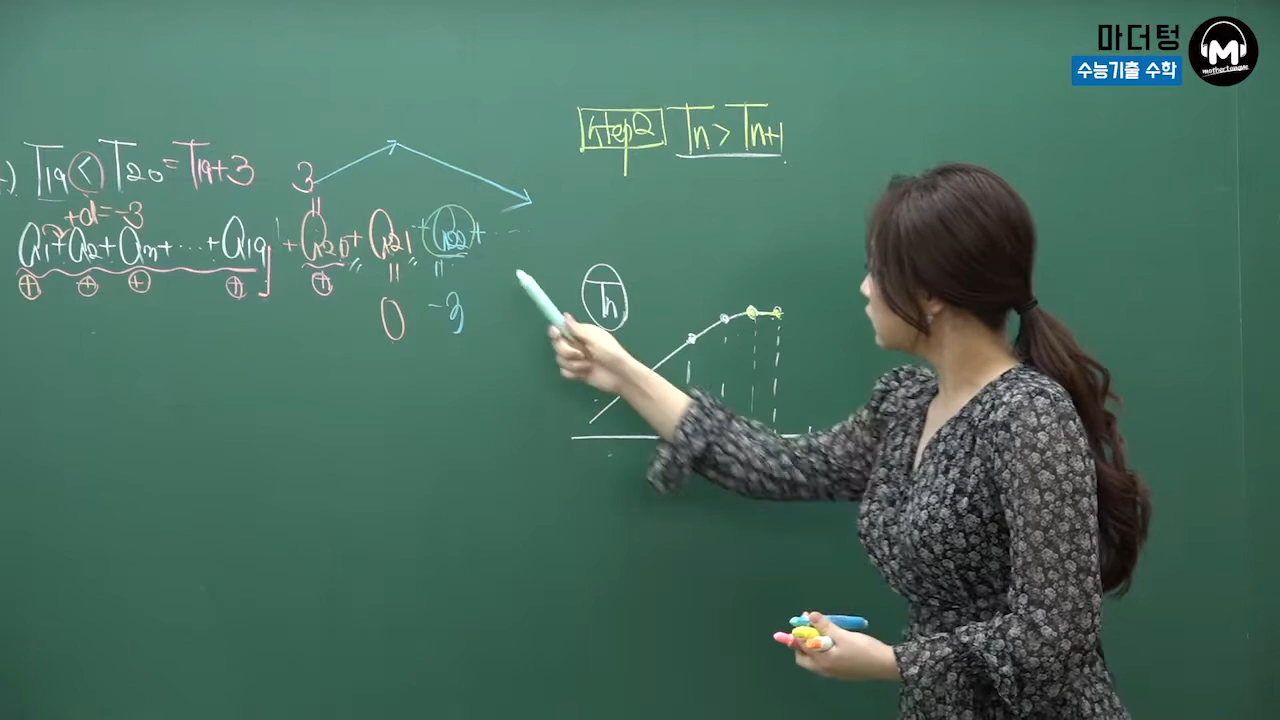 마더텅
수능기출 수학
M
mothertongue
Step2 Tn > Tn+1
T19 < T20 = T19+3 3
+d=-3
a1+a2+an+ ⋯ +a19 + a20 + a21 + a22 + ⋯
⊕ ⊕ ⊕ ⊕ ⊕
0 -3
Tn